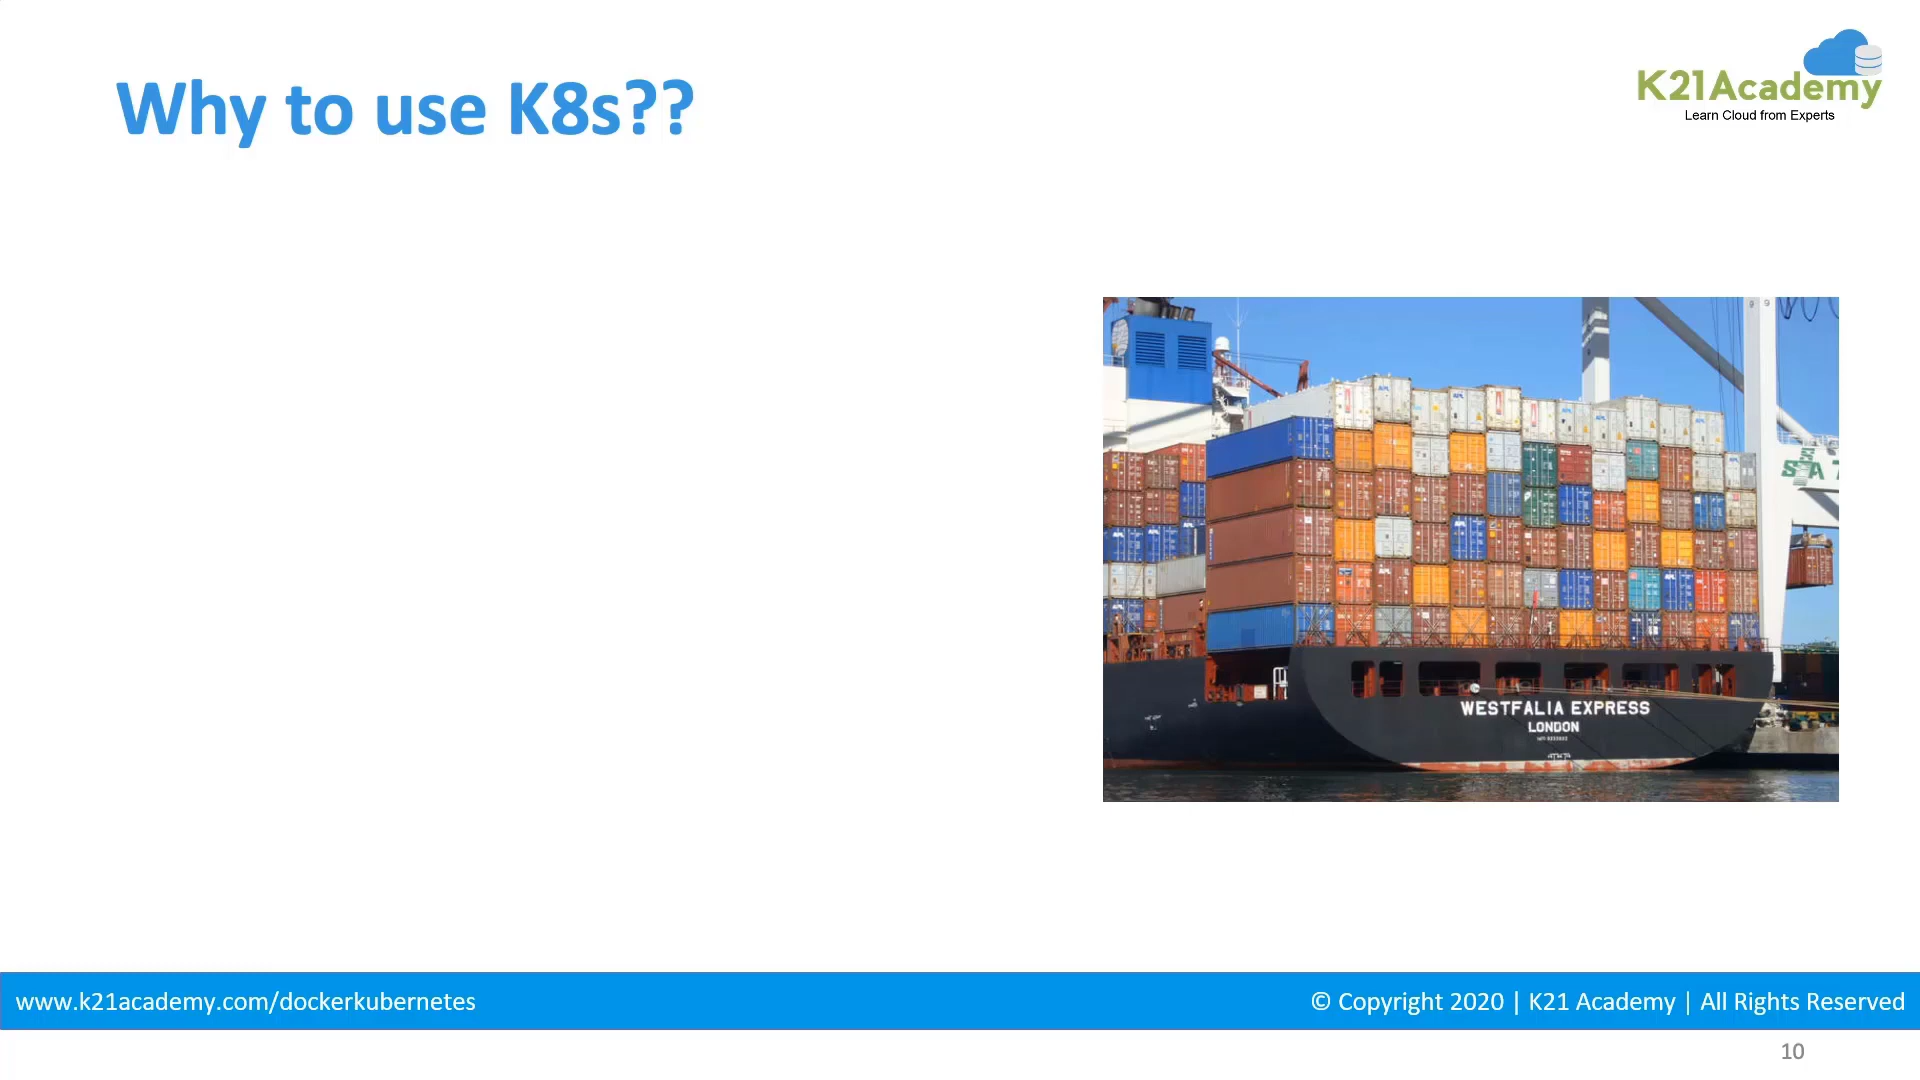 Why to use K8s??
K21Academy
Learn Cloud from Experts
WESTFALIA EXPRESS
LONDON
www.k21academy.com/dockerkubernetes
© Copyright 2020 | K21 Academy | All Rights Reserved
10